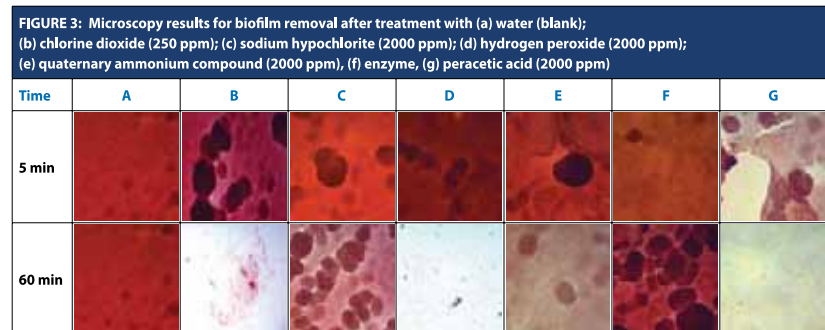 FIGURE 3: Microscopy results for biofilm removal after treatment with (a) water (blank);
(b) chlorine dioxide (250 ppm); (c) sodium hypochlorite (2000 ppm); (d) hydrogen peroxide (2000 ppm);
(e) quaternary ammonium compound (2000 ppm), (f) enzyme, (g) peracetic acid (2000 ppm)
Time A B C D E F G
5 min
60 min